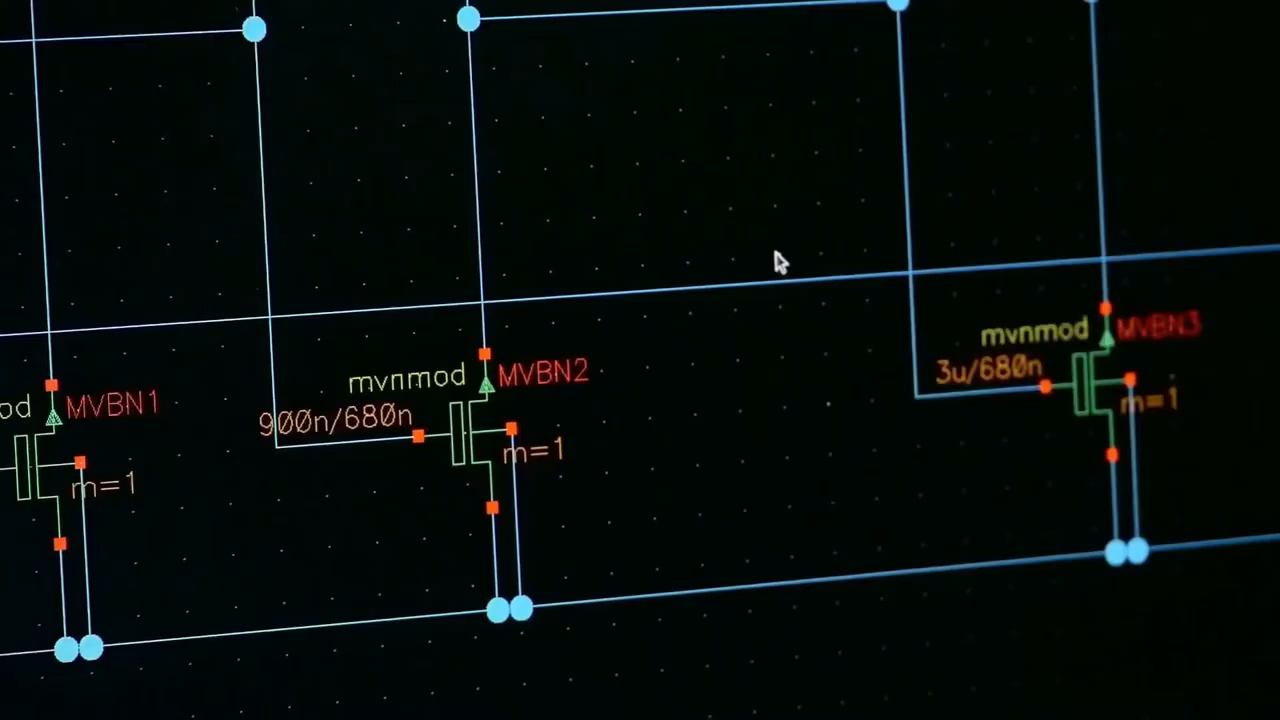 od MVBN1
m=1
mvnmod MVBN2
900n/680n
m=1
mvnmod MVBN3
3u/680n
m=1